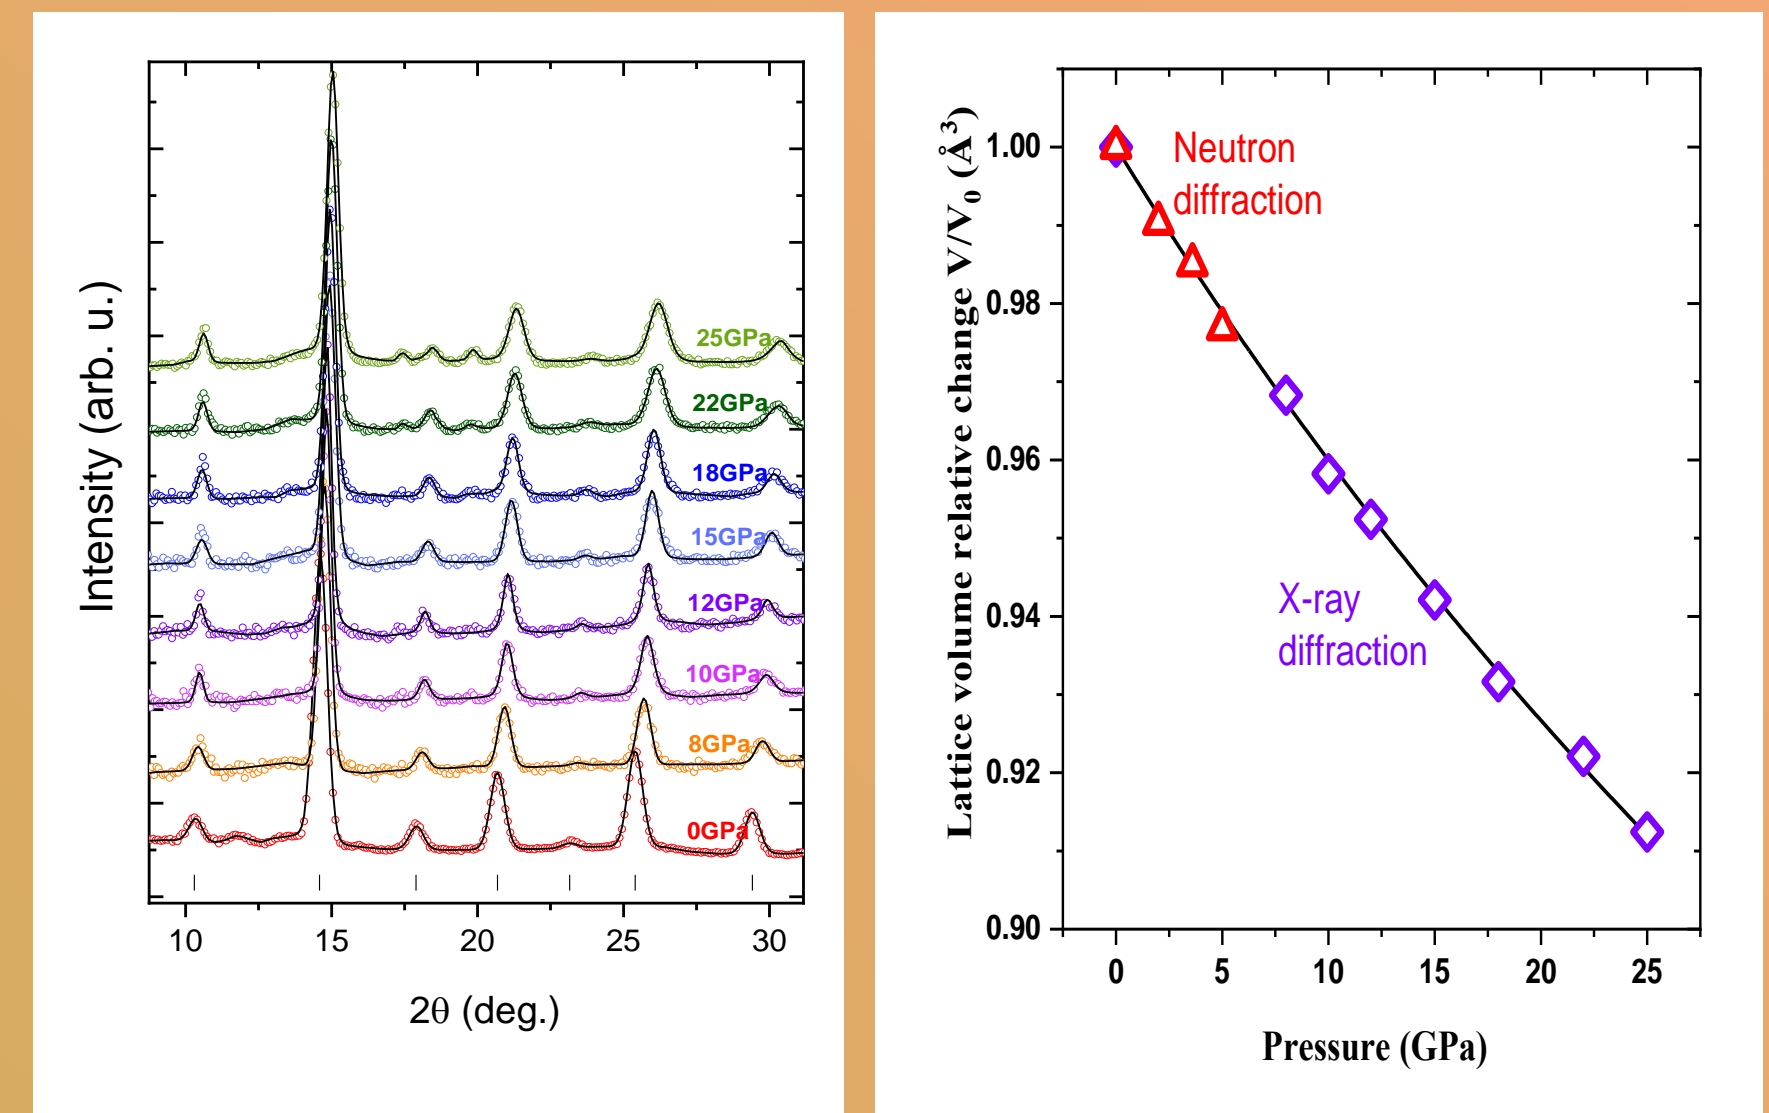 Intensity (arb. u.)
25GPa
22GPa
18GPa
15GPa
12GPa
10GPa
8GPa
0GPa
10 15 20 25 30
2θ (deg.)
Lattice volume relative change V/V₀ (Å³)
1.00
0.98
0.96
0.94
0.92
0.90
Neutron
diffraction
X-ray
diffraction
0 5 10 15 20 25
Pressure (GPa)